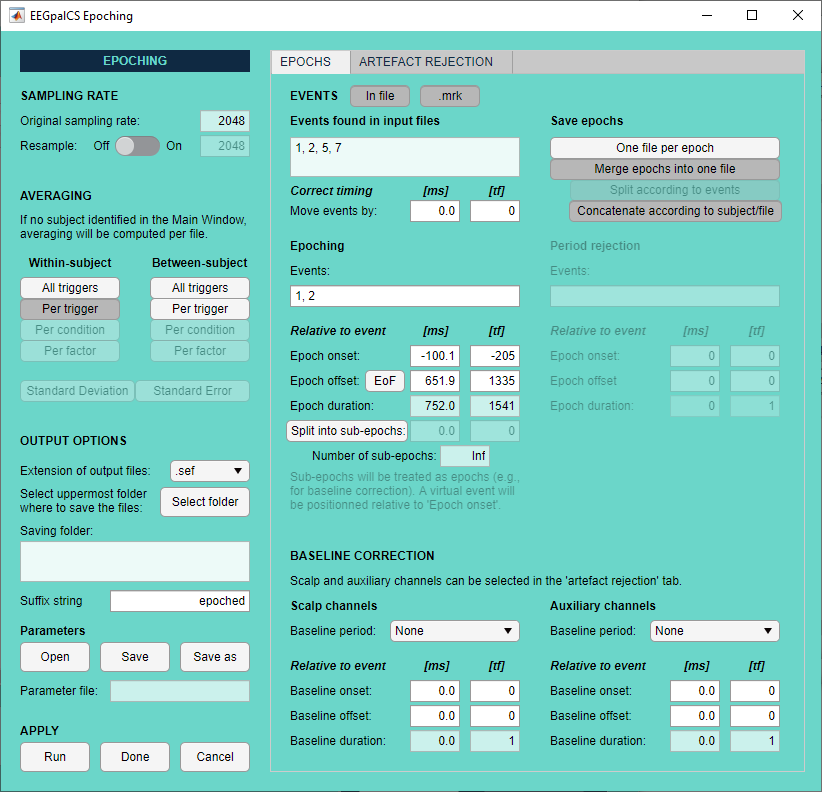 EEGpalCS Epoching
EPOCHING
SAMPLING RATE
Original sampling rate: 2048
Resample: Off On 2048
AVERAGING
If no subject identified in the Main Window,
averaging will be computed per file.
Within-subject Between-subject
All triggers All triggers
Per trigger Per trigger
Per condition Per condition
Per factor Per factor
Standard Deviation Standard Error
OUTPUT OPTIONS
Extension of output files: .sef
Select uppermost folder
where to save the files: Select folder
Saving folder:
Suffix string epoched
Parameters
Open Save Save as
Parameter file:
APPLY
Run Done Cancel
EPOCHS ARTEFACT REJECTION
EVENTS In file .mrk
Events found in input files
1, 2, 5, 7
Correct timing [ms] [tf]
Move events by: 0.0 0
Save epochs
One file per epoch
Merge epochs into one file
Split according to events
Concatenate according to subject/file
Epoching
Events:
1, 2
Relative to event [ms] [tf]
Epoch onset: -100.1 -205
Epoch offset: EoF 651.9 1335
Epoch duration: 752.0 1541
Split into sub-epochs: 0.0 0
Number of sub-epochs: Inf
Sub-epochs will be treated as epochs (e.g.,
for baseline correction). A virtual event will
be positionned relative to 'Epoch onset'.
Period rejection
Events:
Relative to event [ms] [tf]
Epoch onset: 0 0
Epoch offset 0 0
Epoch duration: 0 1
BASELINE CORRECTION
Scalp and auxiliary channels can be selected in the 'artefact rejection' tab.
Scalp channels
Baseline period: None
Relative to event [ms] [tf]
Baseline onset: 0.0 0
Baseline offset: 0.0 0
Baseline duration: 0.0 1
Auxiliary channels
Baseline period: None
Relative to event [ms] [tf]
Baseline onset: 0.0 0
Baseline offset: 0.0 0
Baseline duration: 0.0 1